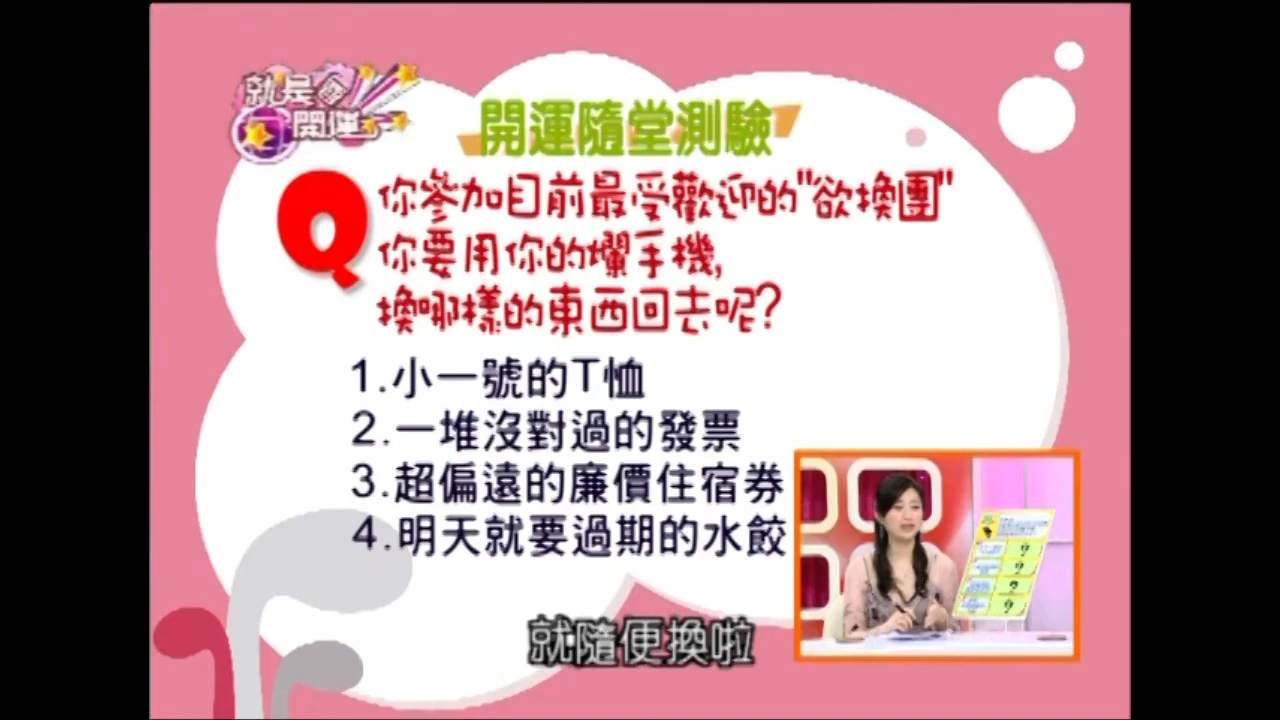 就是命
開運
開運隨堂測驗
Q
你參加目前最受歡迎的"欲換團"
你要用你的爛手機,
換哪樣的東西回去呢?
1.小一號的T恤
2.一堆沒對過的發票
3.超偏遠的廉價住宿券
4.明天就要過期的水餃
就隨便換啦